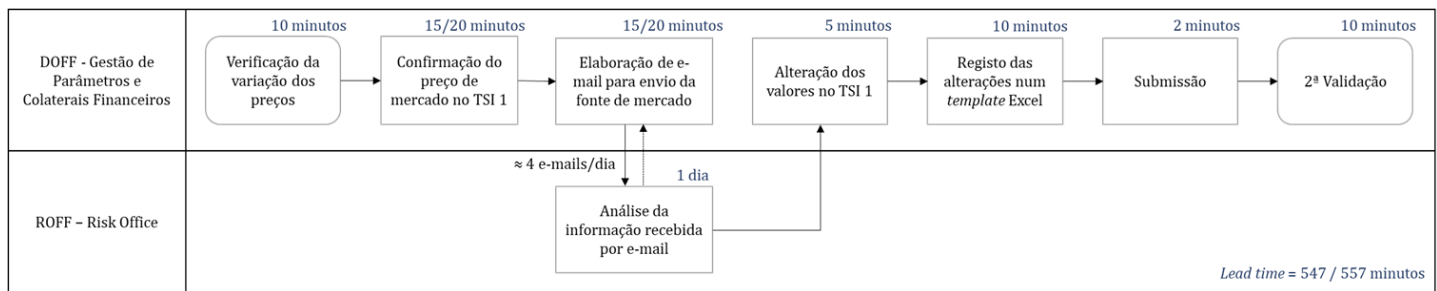 10 minutos
15/20 minutos
15/20 minutos
5 minutos
10 minutos
2 minutos
10 minutos
DOFF - Gestão de
Parâmetros e
Colaterais Financeiros
Verificação da
variação dos
preços
Confirmação do
preço de
mercado no TSI 1
Elaboração de e-
mail para envio da
fonte de mercado
Alteração dos
valores no TSI 1
Registo das
alterações num
template Excel
Submissão
2ª Validação
≈ 4 e-mails/dia
1 dia
ROFF – Risk Office
Análise da
informação recebida
por e-mail
Lead time = 547 / 557 minutos